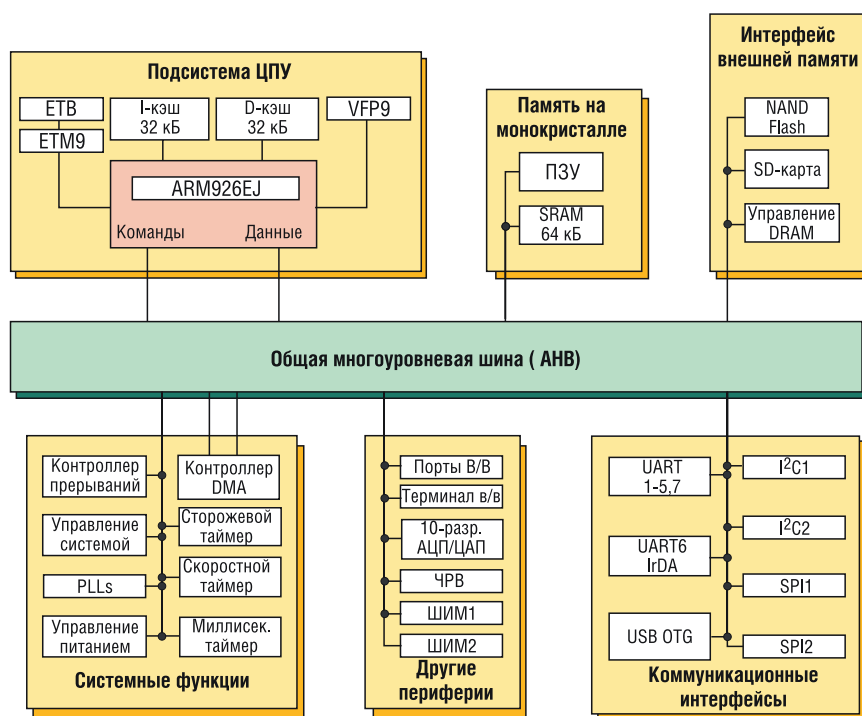 Подсистема ЦПУ
ETB
ETM9
I-кэш
32 кБ
D-кэш
32 кБ
VFP9
ARM926EJ
Команды
Данные
Память на
монокристалле
ПЗУ
SRAM
64 кБ
Интерфейс
внешней памяти
NAND
Flash
SD-карта
Управление
DRAM
Общая многоуровневая шина ( АНВ)
Контроллер
прерываний
Контроллер
DMA
Управление
системой
Сторожевой
таймер
PLLs
Скоростной
таймер
Управление
питанием
Миллисек.
таймер
Системные функции
Порты В/В
Терминал в/в
10-разр.
АЦП/ЦАП
ЧРВ
ШИМ1
ШИМ2
Другие
периферии
UART
1-5,7
I²C1
I²C2
UART6
IrDA
SPI1
USB OTG
SPI2
Коммуникационные
интерфейсы